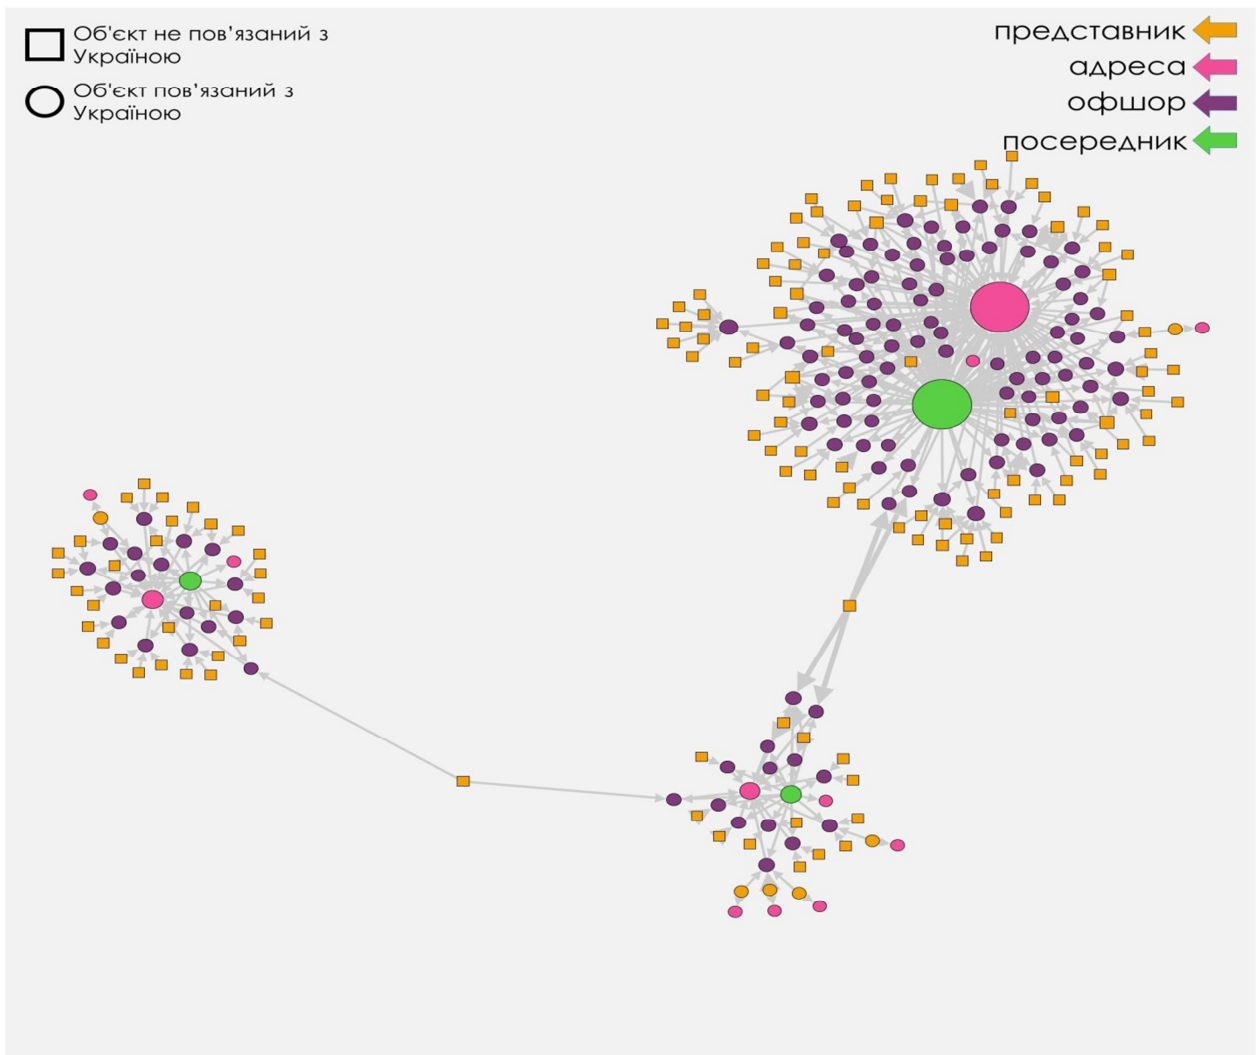 Об'єкт не пов’язаний з
Україною
Об'єкт пов’язаний з
Україною
представник
адреса
офшор
посередник